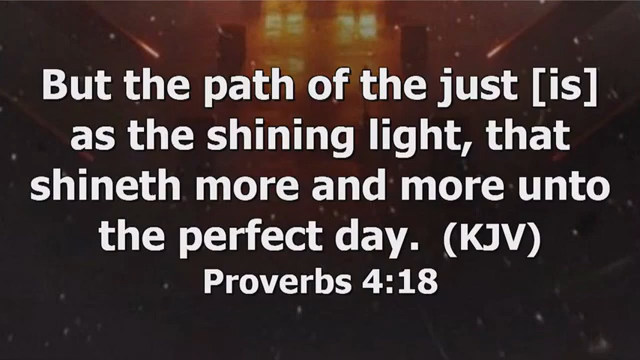 But the path of the just [is]
as the shining light, that
shineth more and more unto
the perfect day. (KJV)
Proverbs 4:18